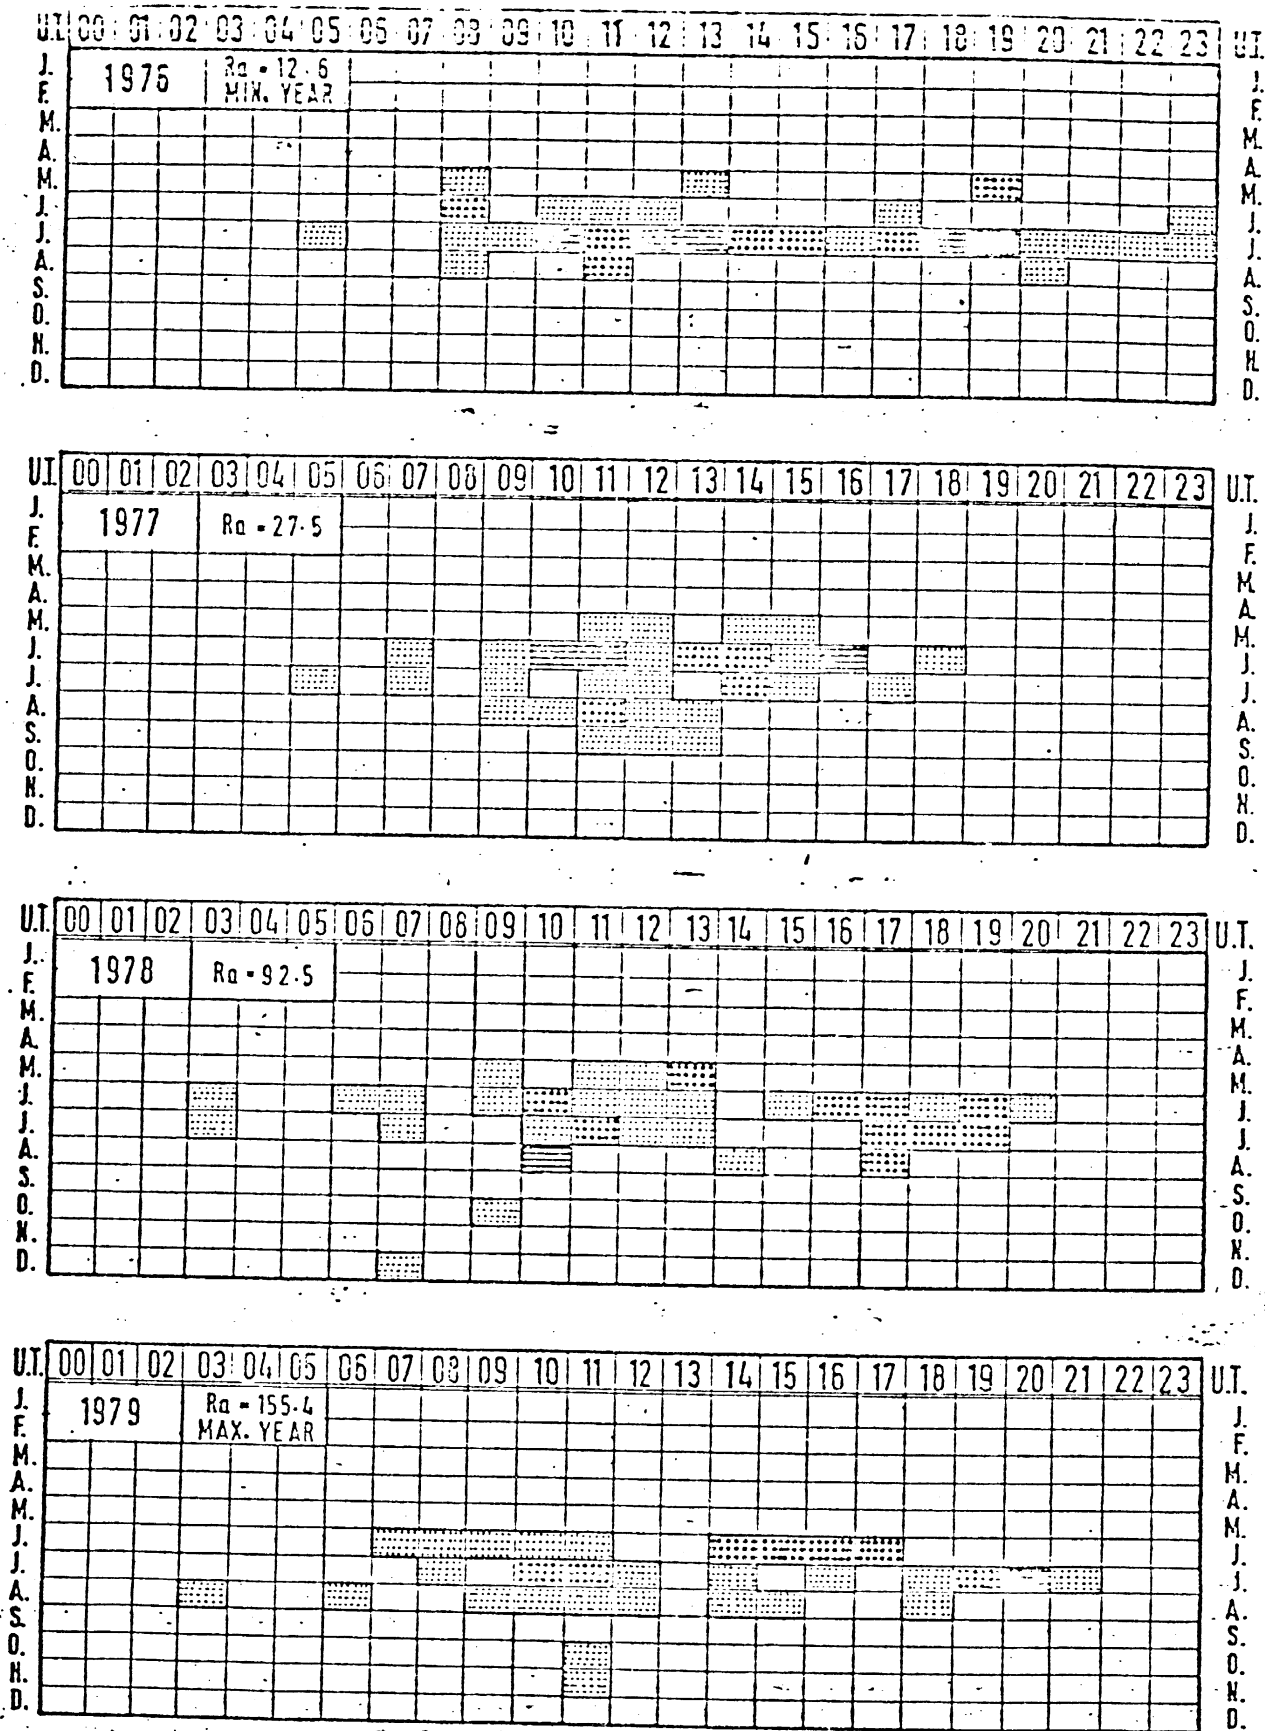 U.T. 00 01 02 03 04 05 06 07 08 09 10 11 12 13 14 15 16 17 18 19 20 21 22 23 U.T.
J. 1976 Ra = 12.6 J.
F. MIN. YEAR F.
M. M.
A. A.
M. M.
J. J.
J. J.
A. A.
S. S.
O. O.
N. N.
D. D.
U.T. 00 01 02 03 04 05 06 07 08 09 10 11 12 13 14 15 16 17 18 19 20 21 22 23 U.T.
J. J.
F. 1977 Ra = 27.5 F.
M. M.
A. A.
M. M.
J. J.
J. J.
A. A.
S. S.
O. O.
N. N.
D. D.
U.T. 00 01 02 03 04 05 06 07 08 09 10 11 12 13 14 15 16 17 18 19 20 21 22 23 U.T.
J. J.
F. 1978 Ra = 92.5 F.
M. M.
A. A.
M. M.
J. J.
J. J.
A. A.
S. S.
O. O.
N. N.
D. D.
U.T. 00 01 02 03 04 05 06 07 08 09 10 11 12 13 14 15 16 17 18 19 20 21 22 23 U.T.
J. 1979 Ra = 155.4 J.
F. MAX. YEAR F.
M. M.
A. A.
M. M.
J. J.
J. J.
A. A.
S. S.
O. O.
N. N.
D. D.